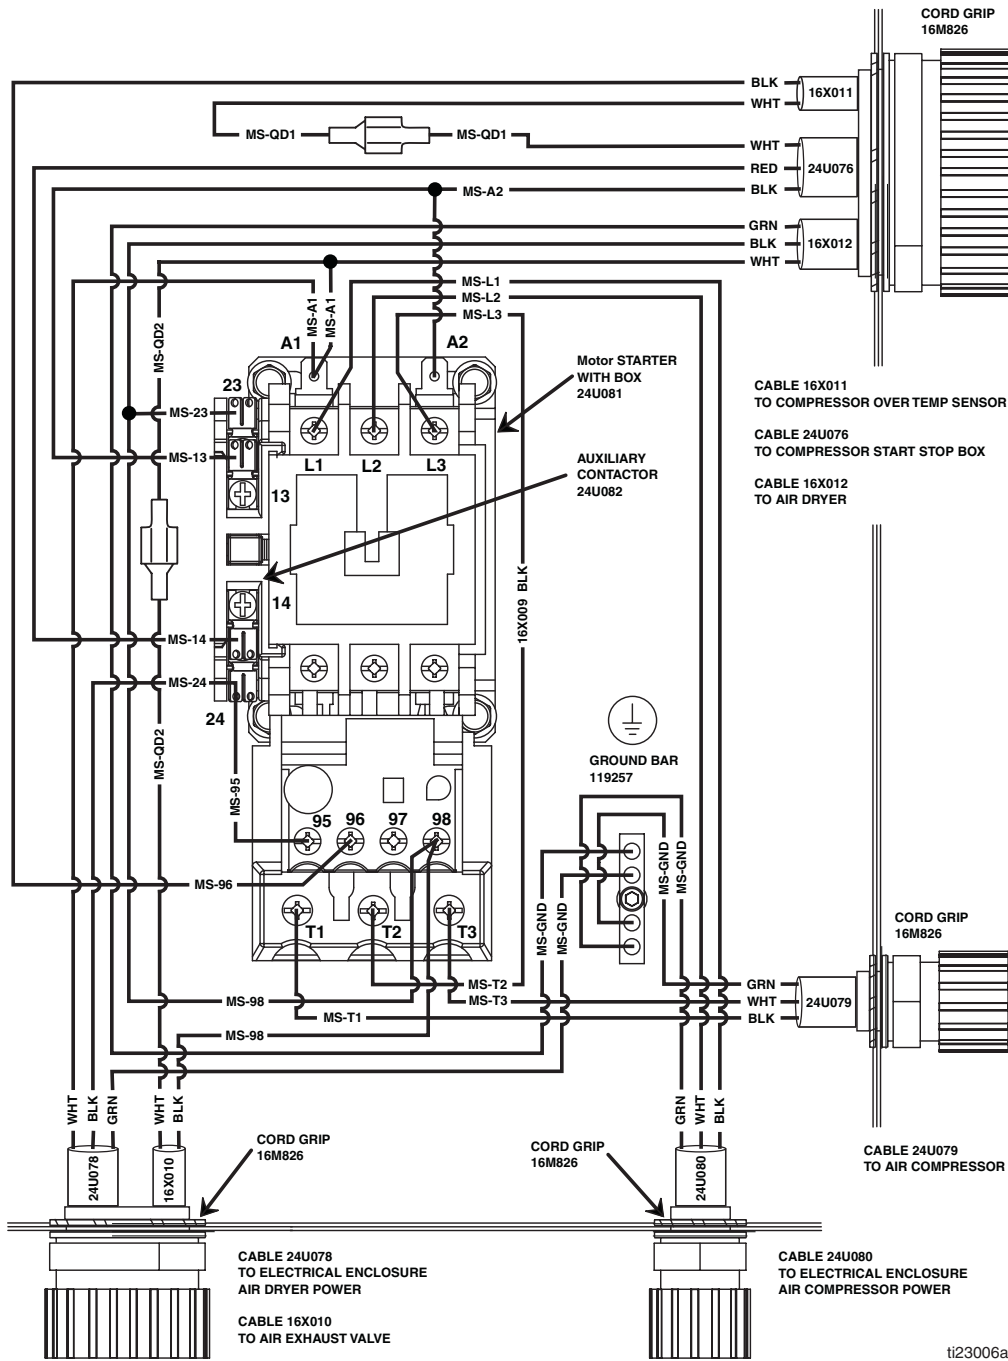 CORD GRIP
16M826
BLK
WHT
16X011
MS-QD1
MS-QD1
WHT
RED
BLK
24U076
MS-A2
GRN
BLK
WHT
16X012
MS-L1
MS-L2
MS-L3
MS-A1
MS-A1
MS-QD2
A1
A2
Motor STARTER
WITH BOX
24U081
23
MS-23
MS-13
L1
L2
L3
13
AUXILIARY
CONTACTOR
24U082
CABLE 16X011
TO COMPRESSOR OVER TEMP SENSOR
CABLE 24U076
TO COMPRESSOR START STOP BOX
CABLE 16X012
TO AIR DRYER
14
MS-14
MS-24
24
16X009 BLK
MS-QD2
MS-95
GROUND BAR
119257
95
96
97
98
MS-96
MS-GND
MS-GND
MS-GND
MS-GND
T1
T2
T3
CORD GRIP
16M826
MS-T2
MS-T3
MS-98
MS-T1
MS-98
GRN
WHT
BLK
24U079
WHT
BLK
GRN
WHT
BLK
GRN
WHT
BLK
24U078
16X010
24U080
CORD GRIP
16M826
CORD GRIP
16M826
CABLE 24U079
TO AIR COMPRESSOR
CABLE 24U078
TO ELECTRICAL ENCLOSURE
AIR DRYER POWER
CABLE 16X010
TO AIR EXHAUST VALVE
CABLE 24U080
TO ELECTRICAL ENCLOSURE
AIR COMPRESSOR POWER
ti23006a